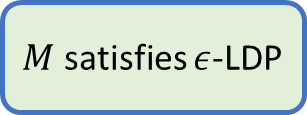 𝑀 satisfies 𝜖-LDP